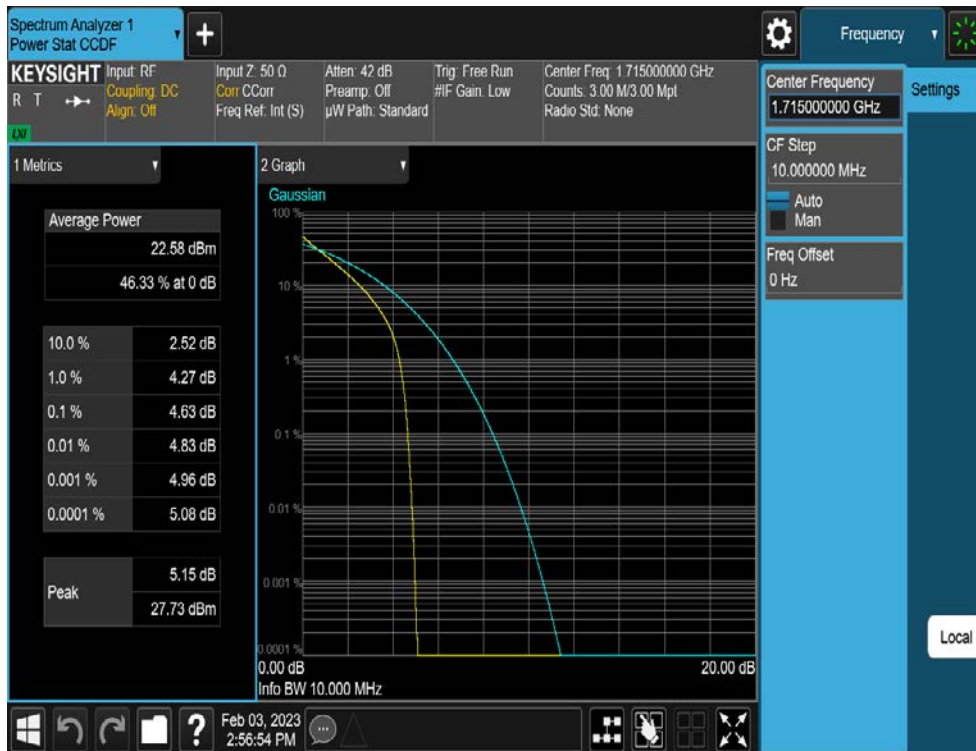 Spectrum Analyzer 1
Power Stat CCDF
+
Frequency
KEYSIGHT
R T
LXI
Input: RF
Coupling: DC
Align: Off
Input Z: 50 Ω
Corr CCorr
Freq Ref: Int (S)
Atten: 42 dB
Preamp: Off
µW Path: Standard
Trig: Free Run
#IF Gain: Low
Center Freq: 1.715000000 GHz
Counts: 3.00 M/3.00 Mpt
Radio Std: None
Center Frequency
1.715000000 GHz
Settings
CF Step
10.000000 MHz
Auto
Man
Freq Offset
0 Hz
1 Metrics
Average Power
22.58 dBm
46.33 % at 0 dB
10.0 % 2.52 dB
1.0 % 4.27 dB
0.1 % 4.63 dB
0.01 % 4.83 dB
0.001 % 4.96 dB
0.0001 % 5.08 dB
Peak
5.15 dB
27.73 dBm
2 Graph
Gaussian
100 %
10 %
1 %
0.1 %
0.01 %
0.001 %
0.0001 %
0.00 dB 20.00 dB
Info BW 10.000 MHz
Local
?
Feb 03, 2023
2:56:54 PM